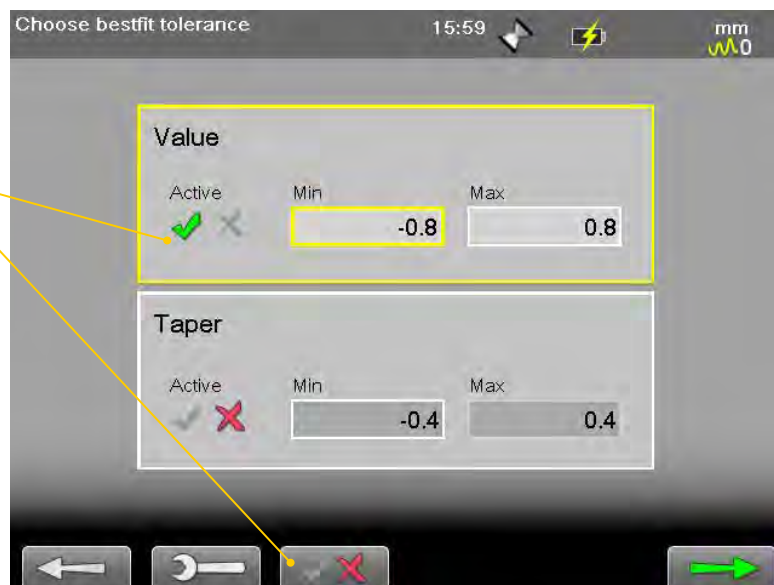 Choose bestfit tolerance 15:59 mm
0
Value
Active Min Max
-0.8 0.8
Taper
Active Min Max
-0.4 0.4